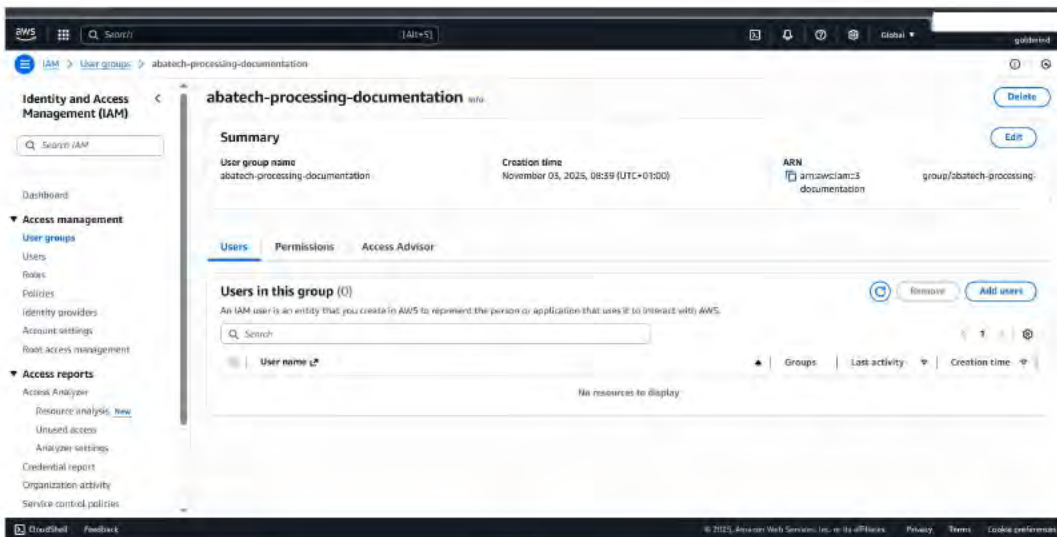 aws
Search
[Alt+S]
Global
goldwind
IAM > User groups > abatech-processing-documentation
Identity and Access Management (IAM)
Search IAM
Dashboard
Access management
User groups
Users
Roles
Policies
Identity providers
Account settings
Root access management
Access reports
Access Analyzer
Resource analysis New
Unused access
Analyzer settings
Credential report
Organization activity
Service control policies
abatech-processing-documentation Info
Delete
Summary
Edit
User group name
abatech-processing-documentation
Creation time
November 03, 2025, 08:39 (UTC+01:00)
ARN
arn:aws:iam::3 group/abatech-processing-
documentation
Users Permissions Access Advisor
Users in this group (0)
Remove
Add users
An IAM user is an entity that you create in AWS to represent the person or application that uses it to interact with AWS.
Search
1
User name Groups Last activity Creation time
No resources to display
CloudShell Feedback
© 2025, Amazon Web Services, Inc. or its affiliates. Privacy Terms Cookie preferences